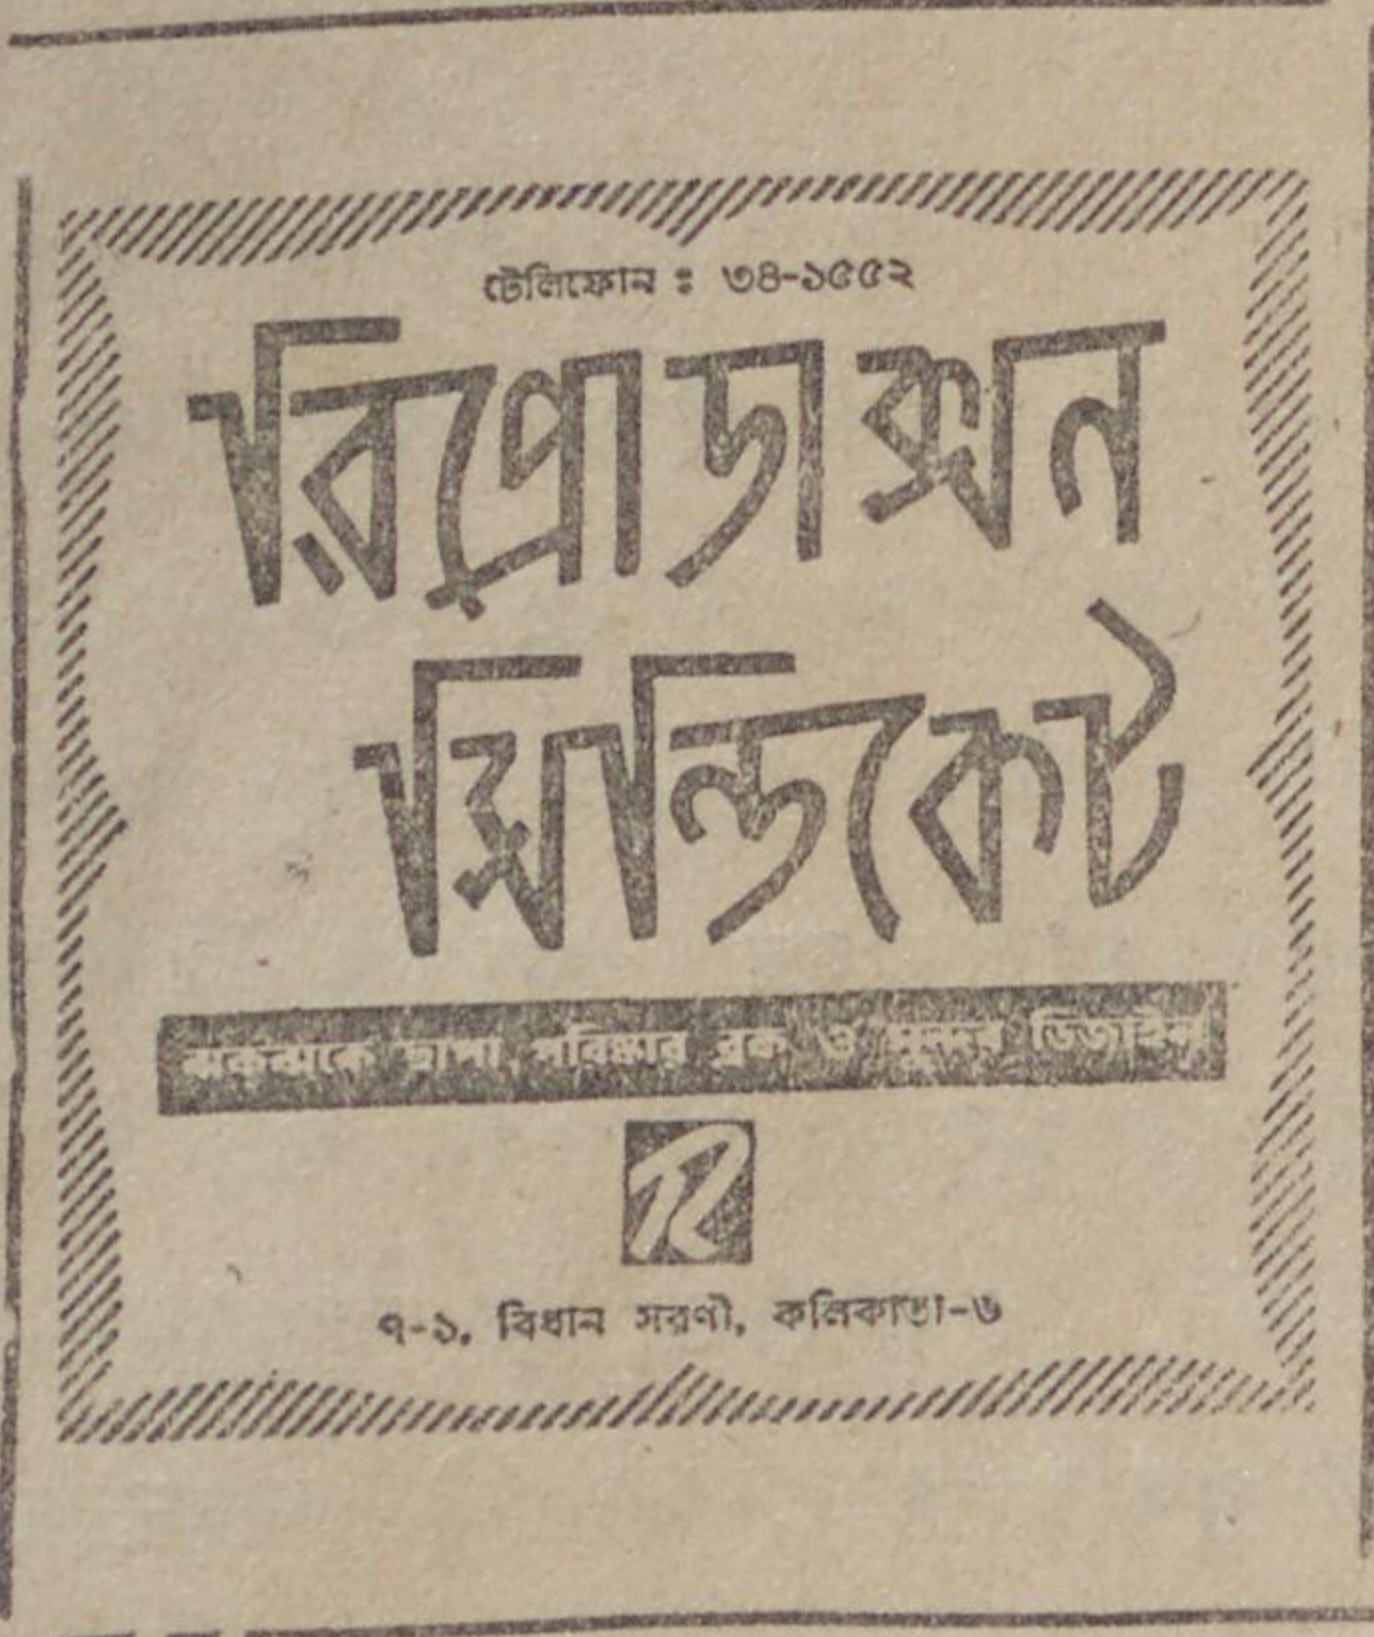 টেলিফোন : ৩৪-১৫৫২
রিপ্রোডাক্সন
সিন্ডিকেট
ঝকঝকে ছাপা, পরিষ্কার ব্লক ও সুন্দর ডিজাইন
R
৭-১, বিধান সরণী, কলিকাতা-৬